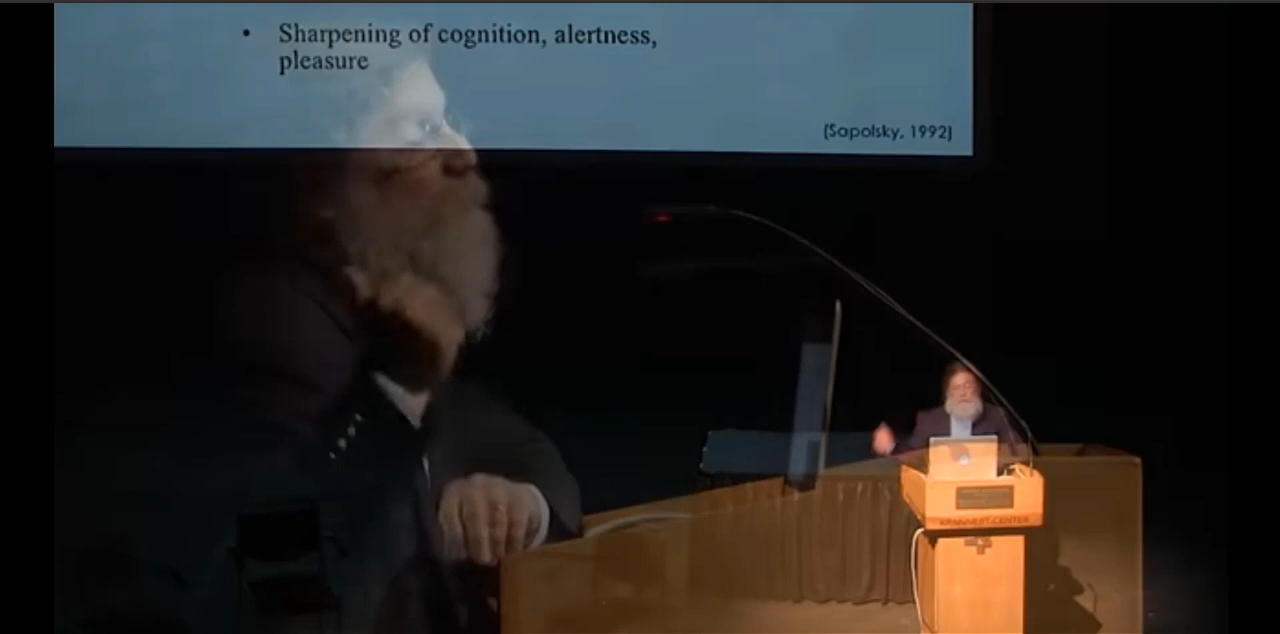 • Sharpening of cognition, alertness,
pleasure
(Sapolsky, 1992)
KRANNERT CENTER